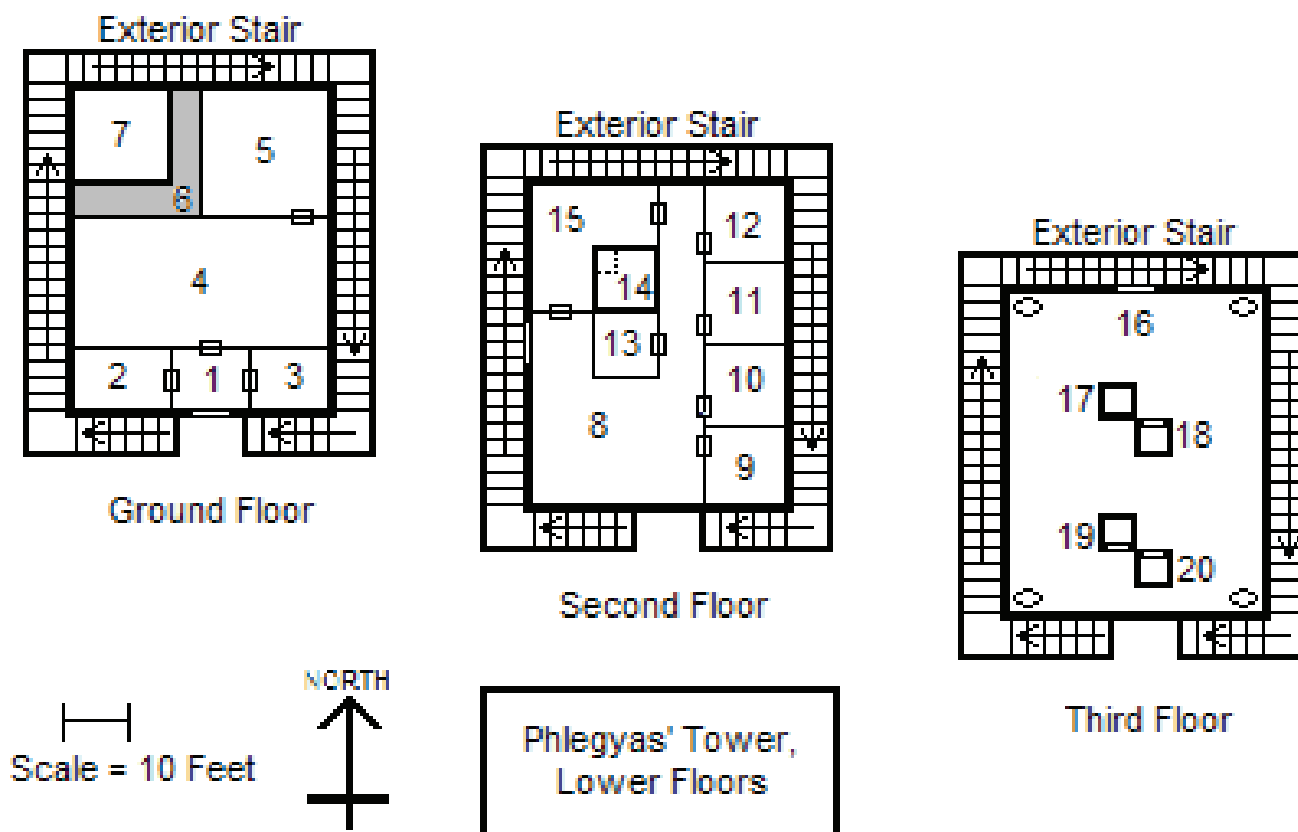 Exterior Stair
7
5
6
4
2
1
3
Ground Floor
Exterior Stair
15
12
14
11
13
10
8
9
Second Floor
Exterior Stair
16
17
18
19
20
Third Floor
Scale = 10 Feet
NORTH
Phlegyas' Tower,
Lower Floors